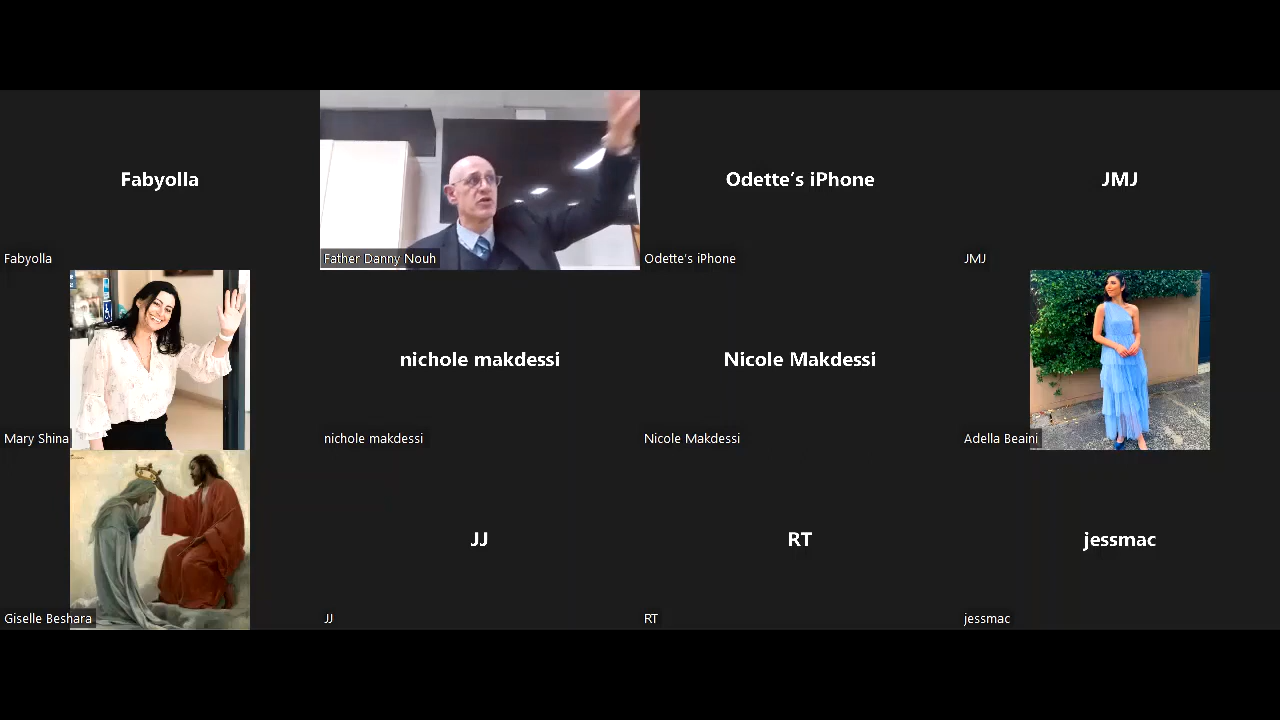 Fabyolla
Fabyolla
Father Danny Nouh
Odette's iPhone
Odette's iPhone
JMJ
JMJ
Mary Shina
nichole makdessi
nichole makdessi
Nicole Makdessi
Nicole Makdessi
Adella Beaini
Giselle Beshara
JJ
JJ
RT
RT
jessmac
jessmac